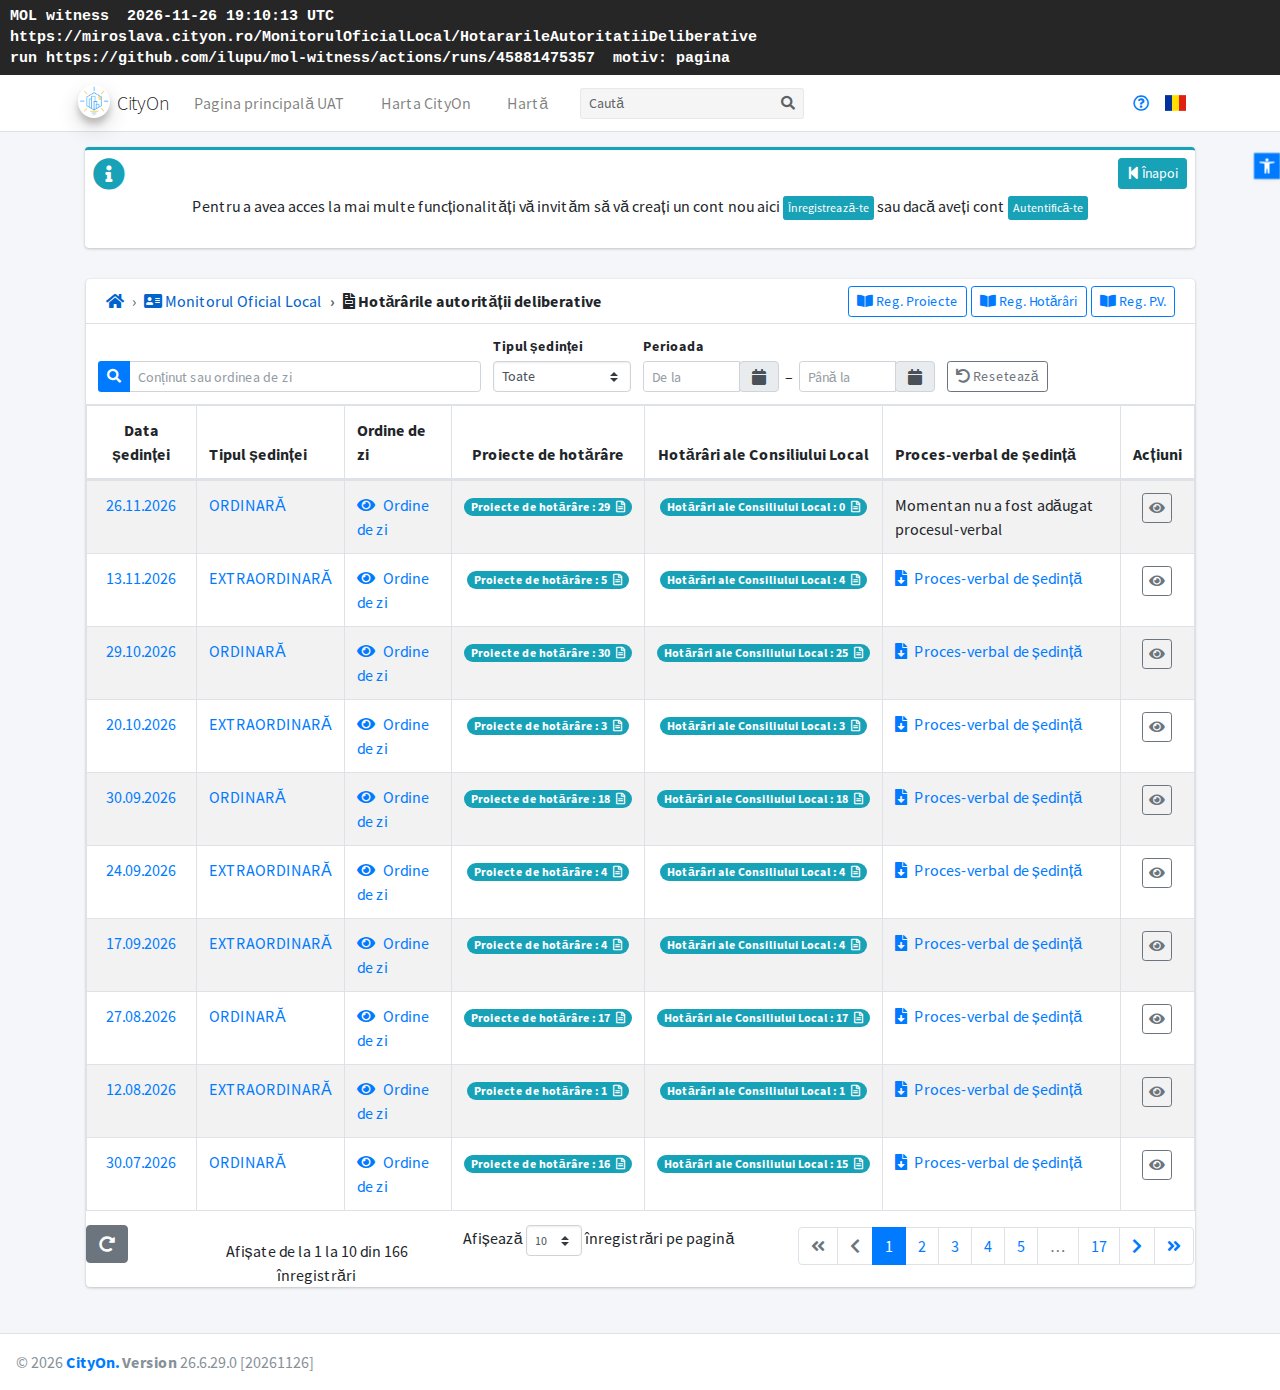 MOL witness  2026-11-26 19:10:13 UTC
https://miroslava.cityon.ro/MonitorulOficialLocal/HotararileAutoritatiiDeliberative
run https://github.com/ilupu/mol-witness/actions/runs/45881475357  motiv: pagina
CityOn Pagina principală UAT Harta CityOn Hartă Caută
Înapoi
Pentru a avea acces la mai multe funcționalități vă invităm să vă creați un cont nou aici Înregistrează-te sau dacă aveți cont Autentifică-te
› Monitorul Oficial Local › Hotărârile autorității deliberative Reg. Proiecte Reg. Hotărâri Reg. P.V.
Tipul ședinței Perioada
Conținut sau ordinea de zi Toate De la – Până la Resetează
Data ședinței Tipul ședinței Ordine de zi Proiecte de hotărâre Hotărâri ale Consiliului Local Proces-verbal de ședință Acțiuni
26.11.2026 ORDINARĂ Ordine de zi Proiecte de hotărâre : 29 Hotărâri ale Consiliului Local : 0 Momentan nu a fost adăugat procesul-verbal
13.11.2026 EXTRAORDINARĂ Ordine de zi Proiecte de hotărâre : 5 Hotărâri ale Consiliului Local : 4 Proces-verbal de ședință
29.10.2026 ORDINARĂ Ordine de zi Proiecte de hotărâre : 30 Hotărâri ale Consiliului Local : 25 Proces-verbal de ședință
20.10.2026 EXTRAORDINARĂ Ordine de zi Proiecte de hotărâre : 3 Hotărâri ale Consiliului Local : 3 Proces-verbal de ședință
30.09.2026 ORDINARĂ Ordine de zi Proiecte de hotărâre : 18 Hotărâri ale Consiliului Local : 18 Proces-verbal de ședință
24.09.2026 EXTRAORDINARĂ Ordine de zi Proiecte de hotărâre : 4 Hotărâri ale Consiliului Local : 4 Proces-verbal de ședință
17.09.2026 EXTRAORDINARĂ Ordine de zi Proiecte de hotărâre : 4 Hotărâri ale Consiliului Local : 4 Proces-verbal de ședință
27.08.2026 ORDINARĂ Ordine de zi Proiecte de hotărâre : 17 Hotărâri ale Consiliului Local : 17 Proces-verbal de ședință
12.08.2026 EXTRAORDINARĂ Ordine de zi Proiecte de hotărâre : 1 Hotărâri ale Consiliului Local : 1 Proces-verbal de ședință
30.07.2026 ORDINARĂ Ordine de zi Proiecte de hotărâre : 16 Hotărâri ale Consiliului Local : 15 Proces-verbal de ședință
Afișate de la 1 la 10 din 166 înregistrări Afișează 10 înregistrări pe pagină 1 2 3 4 5 … 17
© 2026 CityOn. Version 26.6.29.0 [20261126]